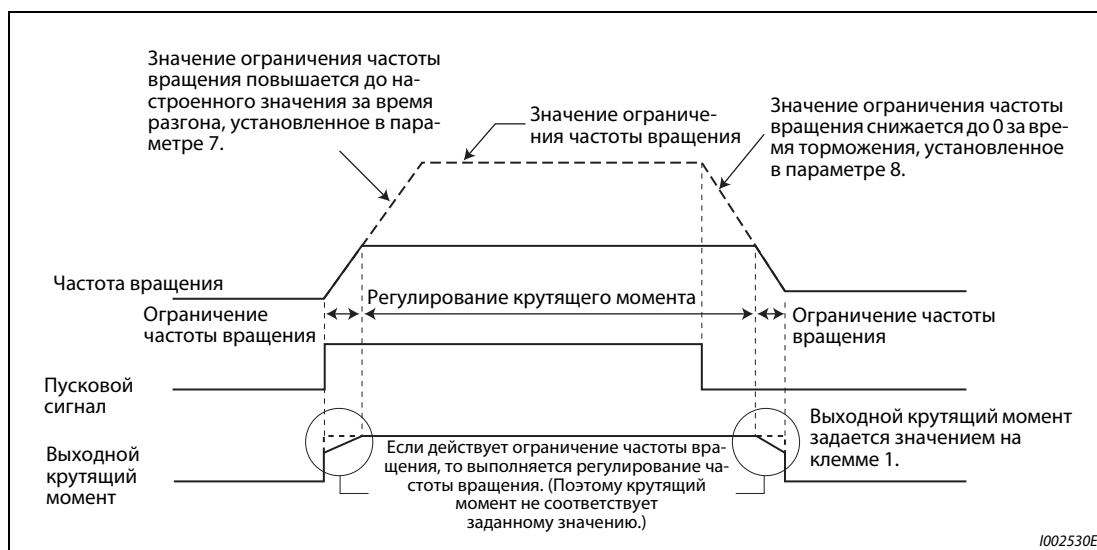 Значение ограничения частоты
вращения повышается до на-
строенного значения за время
разгона, установленное в пара-
метре 7.
Значение ограниче-
ния частоты вращения
Значение ограничения частоты
вращения снижается до 0 за вре-
мя торможения, установленное
в параметре 8.
Частота вращения
Ограничение
частоты вращения
Регулирование крутящего момента
Ограничение частоты
вращения
Пусковой
сигнал
Выходной
крутящий
момент
Если действует ограничение частоты вра-
щения, то выполняется регулирование ча-
стоты вращения. (Поэтому крутящий
момент не соответствует
заданному значению.)
Выходной крутящий момент
задается значением на
клемме 1.
I002530E